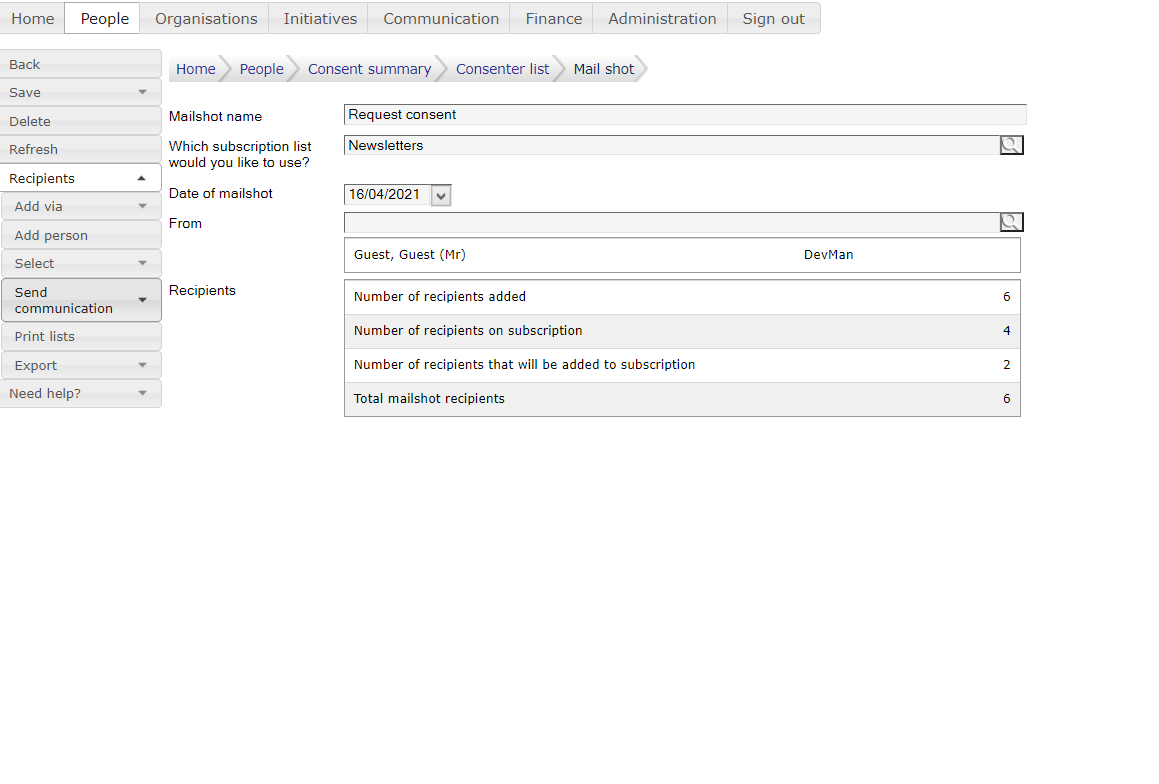 Home People Organisations Initiatives Communication Finance Administration Sign out
Back
Save
Delete
Refresh
Recipients
Add via
Add person
Select
Send
communication
Print lists
Export
Need help?
Home People Consent summary Consenter list Mail shot
Mailshot name Request consent
Which subscription list
would you like to use? Newsletters
Date of mailshot 16/04/2021
From
Guest, Guest (Mr) DevMan
Recipients
Number of recipients added 6
Number of recipients on subscription 4
Number of recipients that will be added to subscription 2
Total mailshot recipients 6